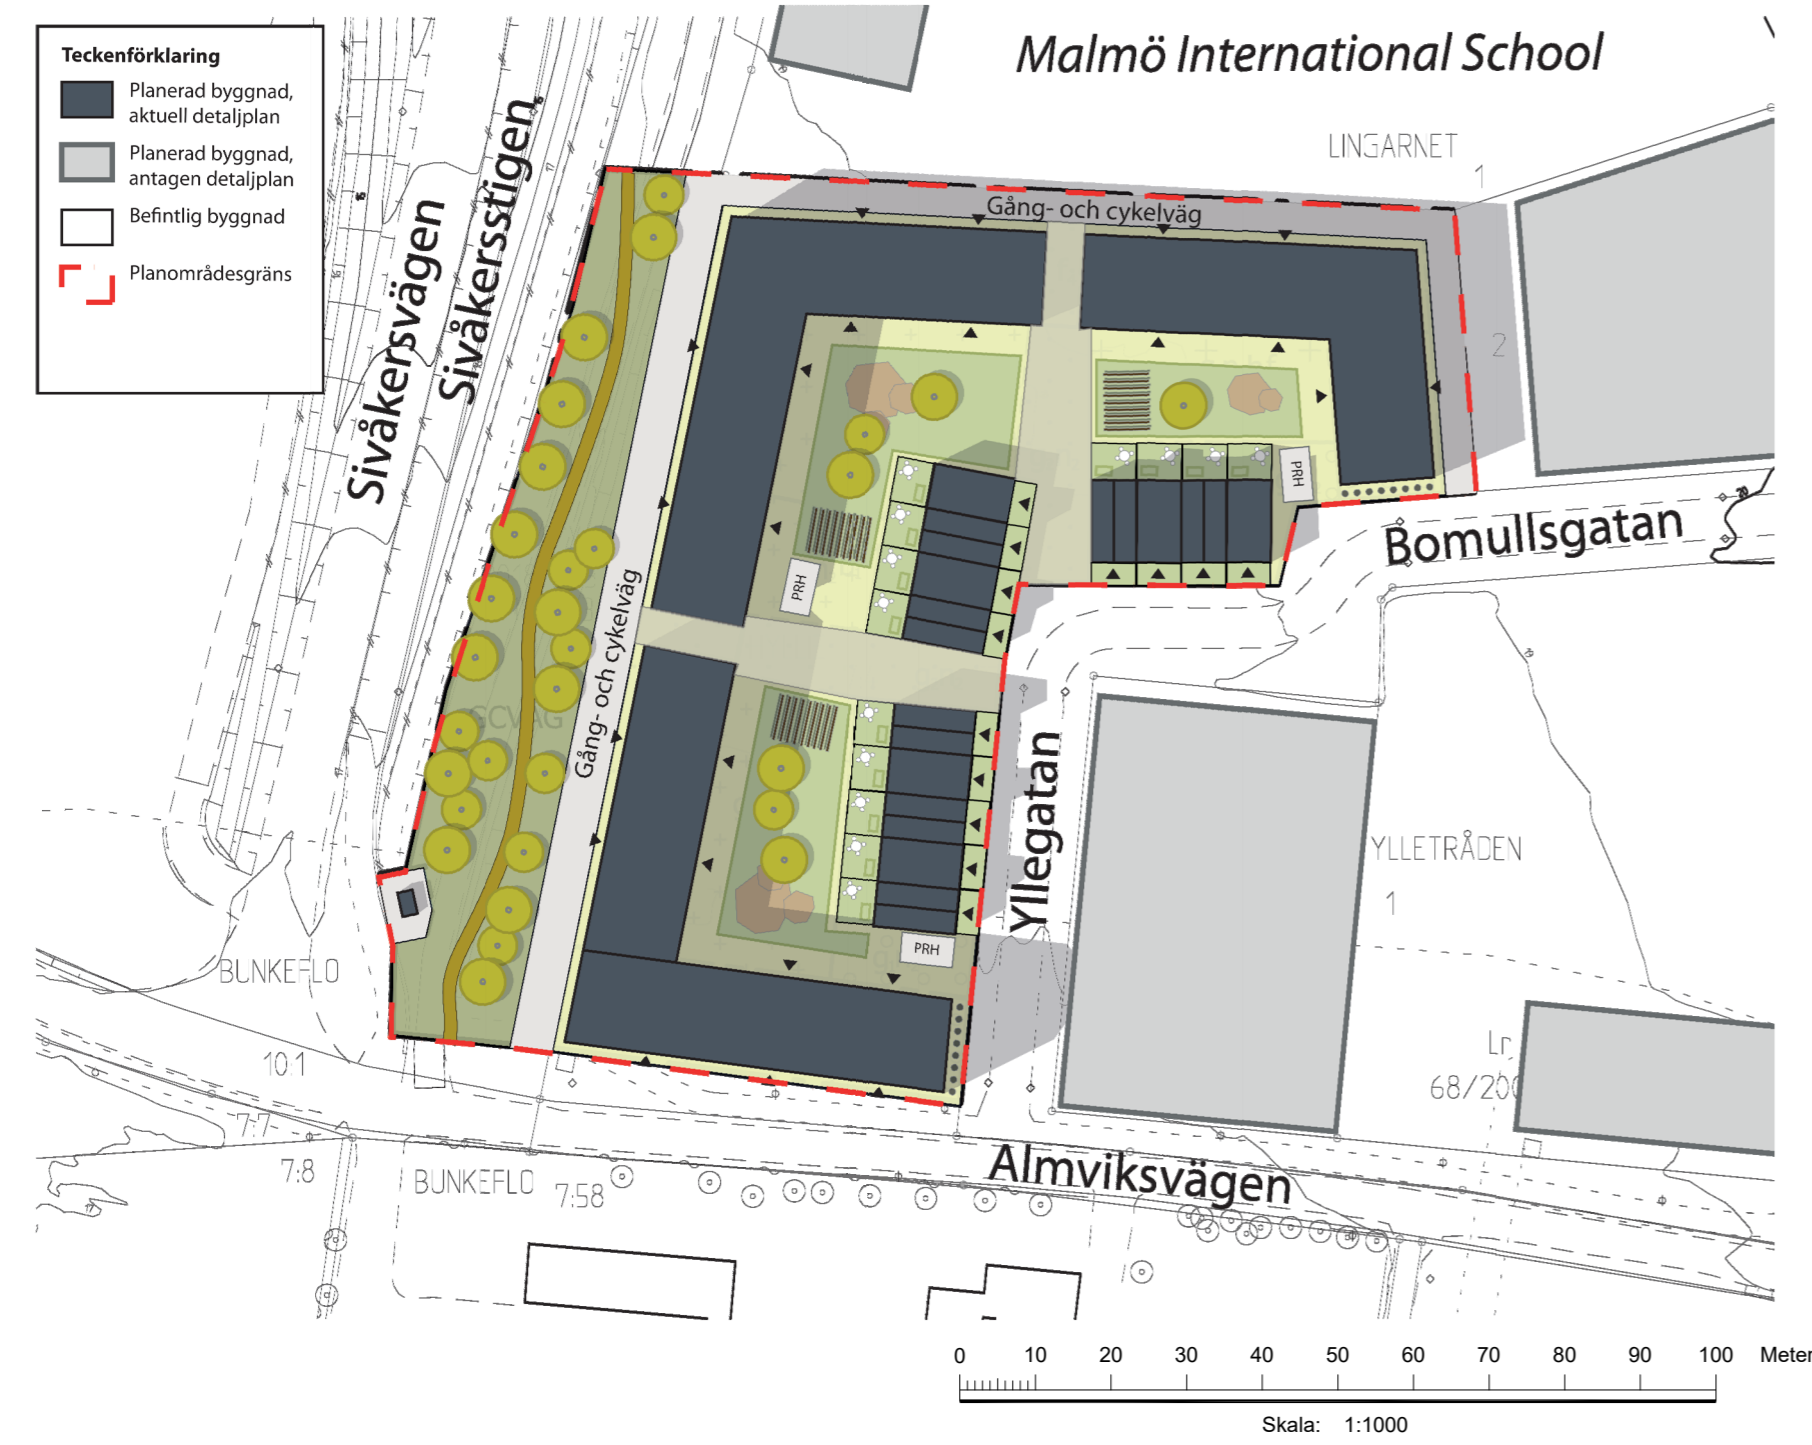 Teckenförklaring
Planerad byggnad,
aktuell detaljplan
Planerad byggnad,
antagen detaljplan
Befintlig byggnad
Planområdesgräns
Malmö International School
LINGARNET
1
2
Sivåkersvägen
Sivåkersstigen
Gång- och cykelväg
Gång- och cykelväg
GCVÄG
PRH
PRH
PRH
Bomullsgatan
Yllegatan
YLLETRÅDEN
1
BUNKEFLO
10:1
7:7
7:8
BUNKEFLO
7:58
Almviksvägen
68/200
0 10 20 30 40 50 60 70 80 90 100 Meter
Skala: 1:1000